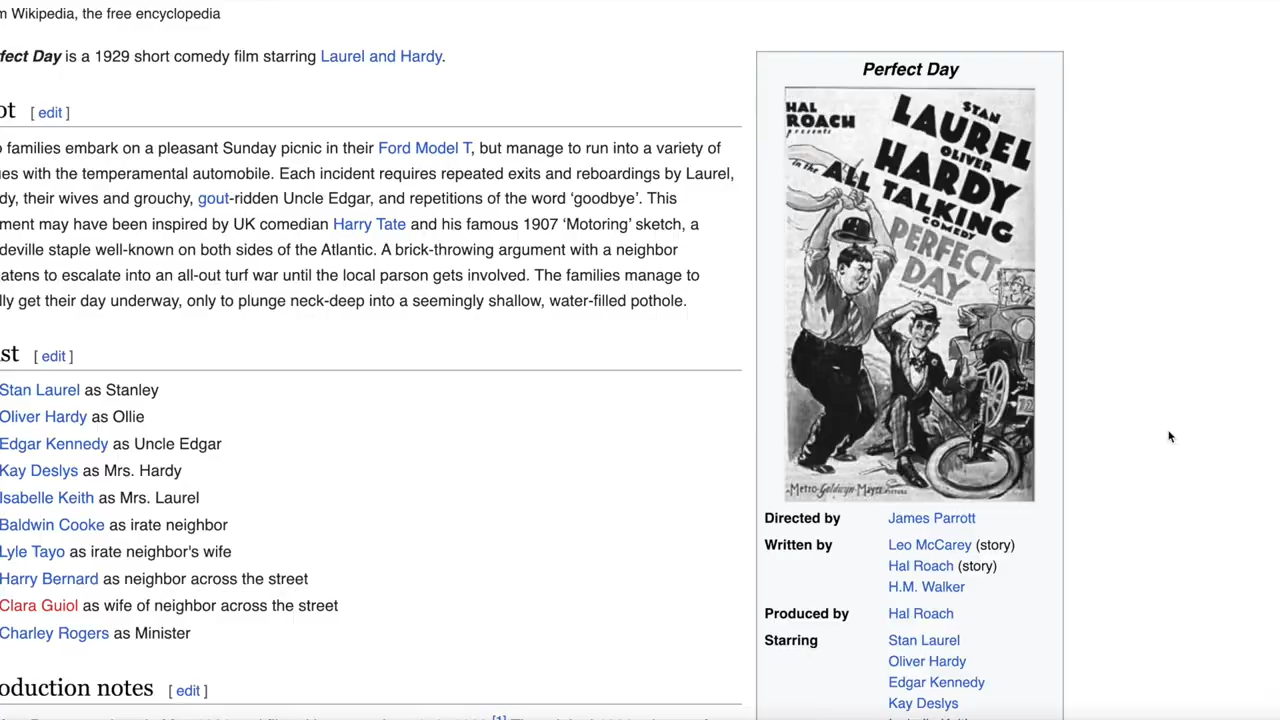 m Wikipedia, the free encyclopedia
fect Day is a 1929 short comedy film starring Laurel and Hardy.
ot [ edit ]
o families embark on a pleasant Sunday picnic in their Ford Model T, but manage to run into a variety of
es with the temperamental automobile. Each incident requires repeated exits and reboardings by Laurel,
dy, their wives and grouchy, gout-ridden Uncle Edgar, and repetitions of the word ‘goodbye’. This
ment may have been inspired by UK comedian Harry Tate and his famous 1907 ‘Motoring’ sketch, a
deville staple well-known on both sides of the Atlantic. A brick-throwing argument with a neighbor
atens to escalate into an all-out turf war until the local parson gets involved. The families manage to
lly get their day underway, only to plunge neck-deep into a seemingly shallow, water-filled pothole.
st [ edit ]
Stan Laurel as Stanley
Oliver Hardy as Ollie
Edgar Kennedy as Uncle Edgar
Kay Deslys as Mrs. Hardy
Isabelle Keith as Mrs. Laurel
Baldwin Cooke as irate neighbor
Lyle Tayo as irate neighbor's wife
Harry Bernard as neighbor across the street
Clara Guiol as wife of neighbor across the street
Charley Rogers as Minister
oduction notes [ edit ]
Perfect Day
HAL
ROACH
presents
STAN
LAUREL
OLIVER
HARDY
in the ALL
TALKING
COMEDY
PERFECT
DAY
Metro-Goldwyn-Mayer
Directed by James Parrott
Written by Leo McCarey (story)
Hal Roach (story)
H.M. Walker
Produced by Hal Roach
Starring Stan Laurel
Oliver Hardy
Edgar Kennedy
Kay Deslys